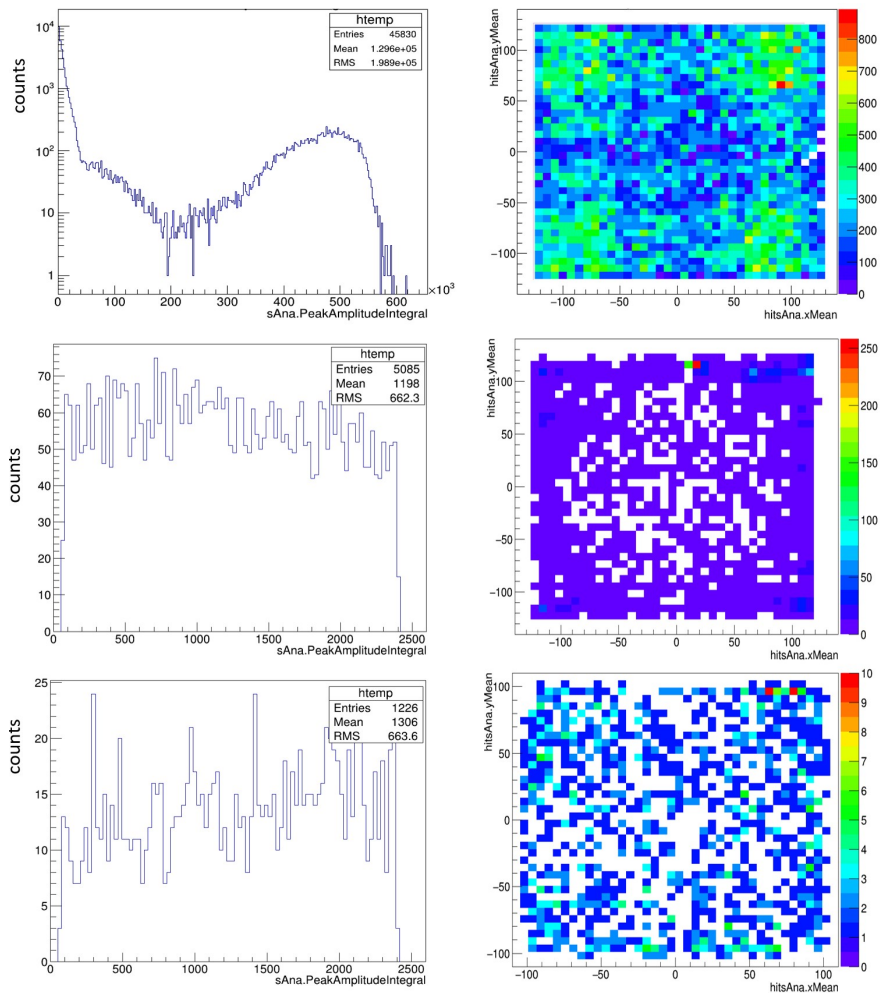 htemp
Entries 45830
Mean 1.296e+05
RMS 1.989e+05
counts
10⁴
10³
10²
10
1
0 100 200 300 400 500 600
×10³
sAna.PeakAmplitudeIntegral
hitsAna.yMean
100
50
0
−50
−100
−100 −50 0 50 100
hitsAna.xMean
800
700
600
500
400
300
200
100
0
htemp
Entries 5085
Mean 1198
RMS 662.3
counts
70
60
50
40
30
20
10
0
0 500 1000 1500 2000 2500
sAna.PeakAmplitudeIntegral
hitsAna.yMean
100
50
0
−50
−100
−100 −50 0 50 100
hitsAna.xMean
250
200
150
100
50
0
htemp
Entries 1226
Mean 1306
RMS 663.6
counts
25
20
15
10
5
0
0 500 1000 1500 2000 2500
sAna.PeakAmplitudeIntegral
hitsAna.yMean
100
50
0
−50
−100
−100 −50 0 50 100
hitsAna.xMean
10
9
8
7
6
5
4
3
2
1
0